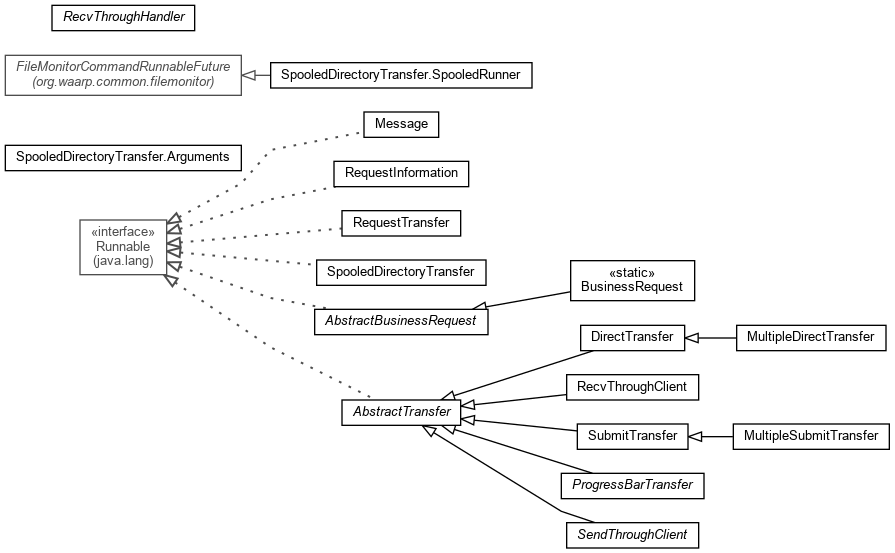 RecvThroughHandler
FileMonitorCommandRunnableFuture
(org.waarp.common.filemonitor)
SpooledDirectoryTransfer.SpooledRunner
Message
SpooledDirectoryTransfer.Arguments
RequestInformation
«interface»
Runnable
(java.lang)
RequestTransfer
SpooledDirectoryTransfer
«static»
BusinessRequest
AbstractBusinessRequest
DirectTransfer
MultipleDirectTransfer
RecvThroughClient
AbstractTransfer
SubmitTransfer
MultipleSubmitTransfer
ProgressBarTransfer
SendThroughClient